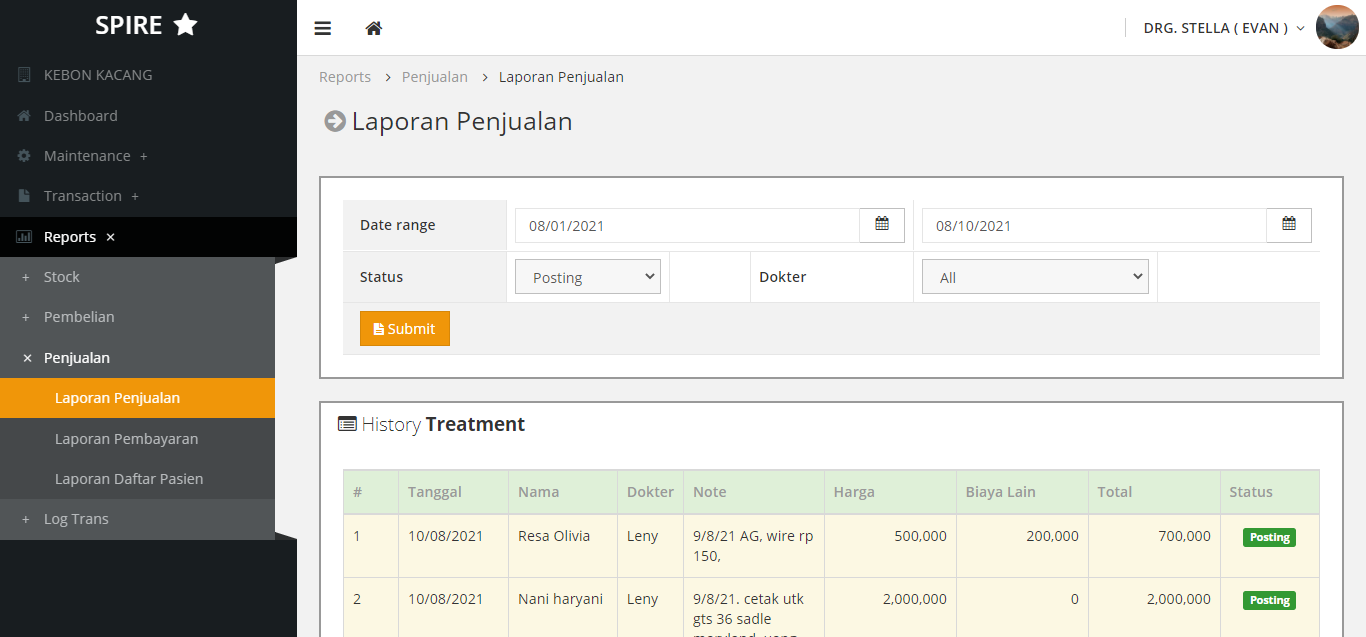 SPIRE
DRG. STELLA ( EVAN )
KEBON KACANG
Dashboard
Maintenance +
Transaction +
Reports ×
+ Stock
+ Pembelian
× Penjualan
Laporan Penjualan
Laporan Pembayaran
Laporan Daftar Pasien
+ Log Trans
Reports > Penjualan > Laporan Penjualan
Laporan Penjualan
Date range 08/01/2021 08/10/2021
Status Posting Dokter All
Submit
History Treatment
# Tanggal Nama Dokter Note Harga Biaya Lain Total Status
1 10/08/2021 Resa Olivia Leny 9/8/21 AG, wire rp 500,000 200,000 700,000 Posting
150,
2 10/08/2021 Nani haryani Leny 9/8/21. cetak utk 2,000,000 0 2,000,000 Posting
gts 36 sadle